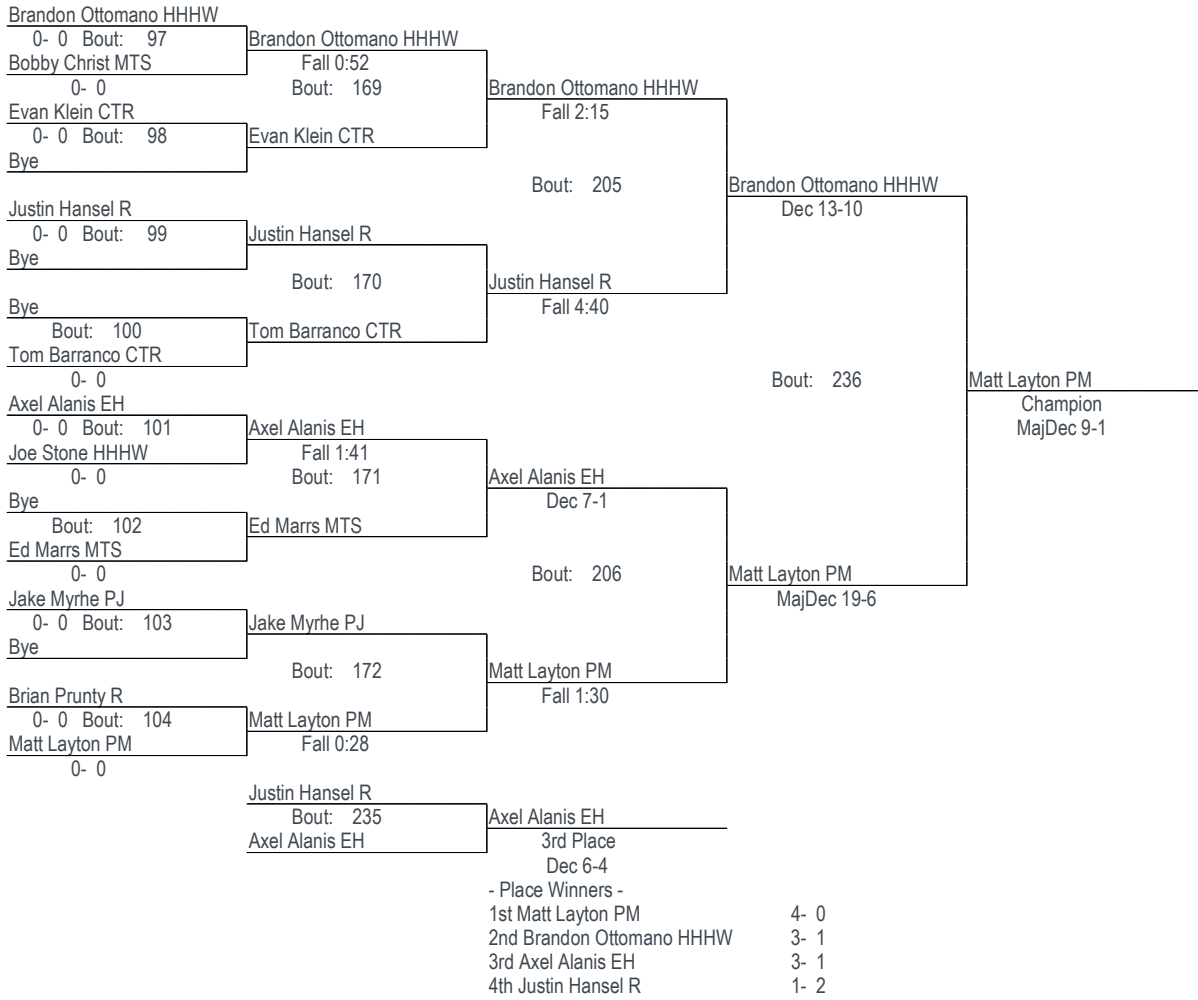 Brandon Ottomano HHHW
0- 0 Bout: 97
Bobby Christ MTS
0- 0
Evan Klein CTR
0- 0 Bout: 98
Bye
Justin Hansel R
0- 0 Bout: 99
Bye
Bye
Bout: 100
Tom Barranco CTR
0- 0
Axel Alanis EH
0- 0 Bout: 101
Joe Stone HHHW
0- 0
Bye
Bout: 102
Ed Marrs MTS
0- 0
Jake Myrhe PJ
0- 0 Bout: 103
Bye
Brian Prunty R
0- 0 Bout: 104
Matt Layton PM
0- 0
Brandon Ottomano HHHW
Fall 0:52
Bout: 169
Evan Klein CTR
Justin Hansel R
Bout: 170
Tom Barranco CTR
Axel Alanis EH
Fall 1:41
Bout: 171
Ed Marrs MTS
Jake Myrhe PJ
Bout: 172
Matt Layton PM
Fall 0:28
Brandon Ottomano HHHW
Fall 2:15
Bout: 205
Justin Hansel R
Fall 4:40
Axel Alanis EH
Dec 7-1
Bout: 206
Matt Layton PM
Fall 1:30
Brandon Ottomano HHHW
Dec 13-10
Bout: 236
Matt Layton PM
MajDec 19-6
Matt Layton PM
Champion
MajDec 9-1
Justin Hansel R
Bout: 235
Axel Alanis EH
Axel Alanis EH
3rd Place
Dec 6-4
- Place Winners -
1st Matt Layton PM 4- 0
2nd Brandon Ottomano HHHW 3- 1
3rd Axel Alanis EH 3- 1
4th Justin Hansel R 1- 2